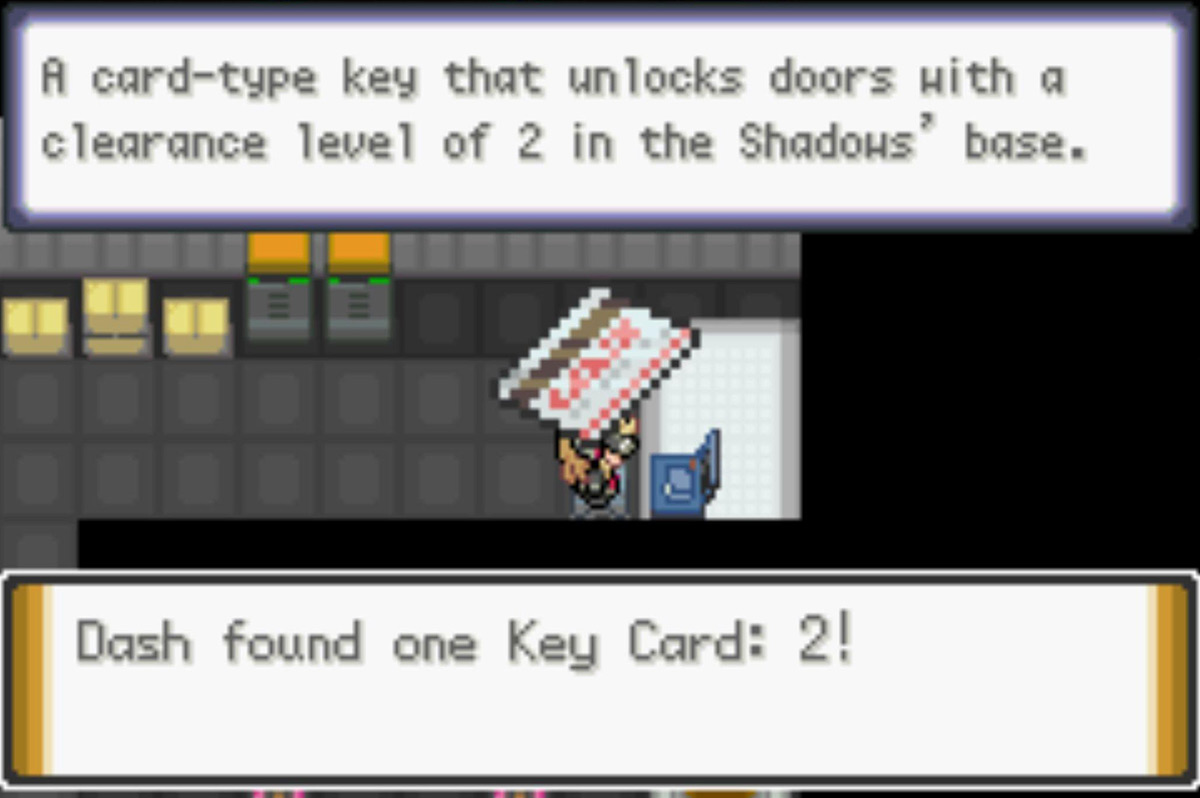 A card-type key that unlocks doors with a
clearance level of 2 in the Shadows' base.
Dash found one Key Card: 2!